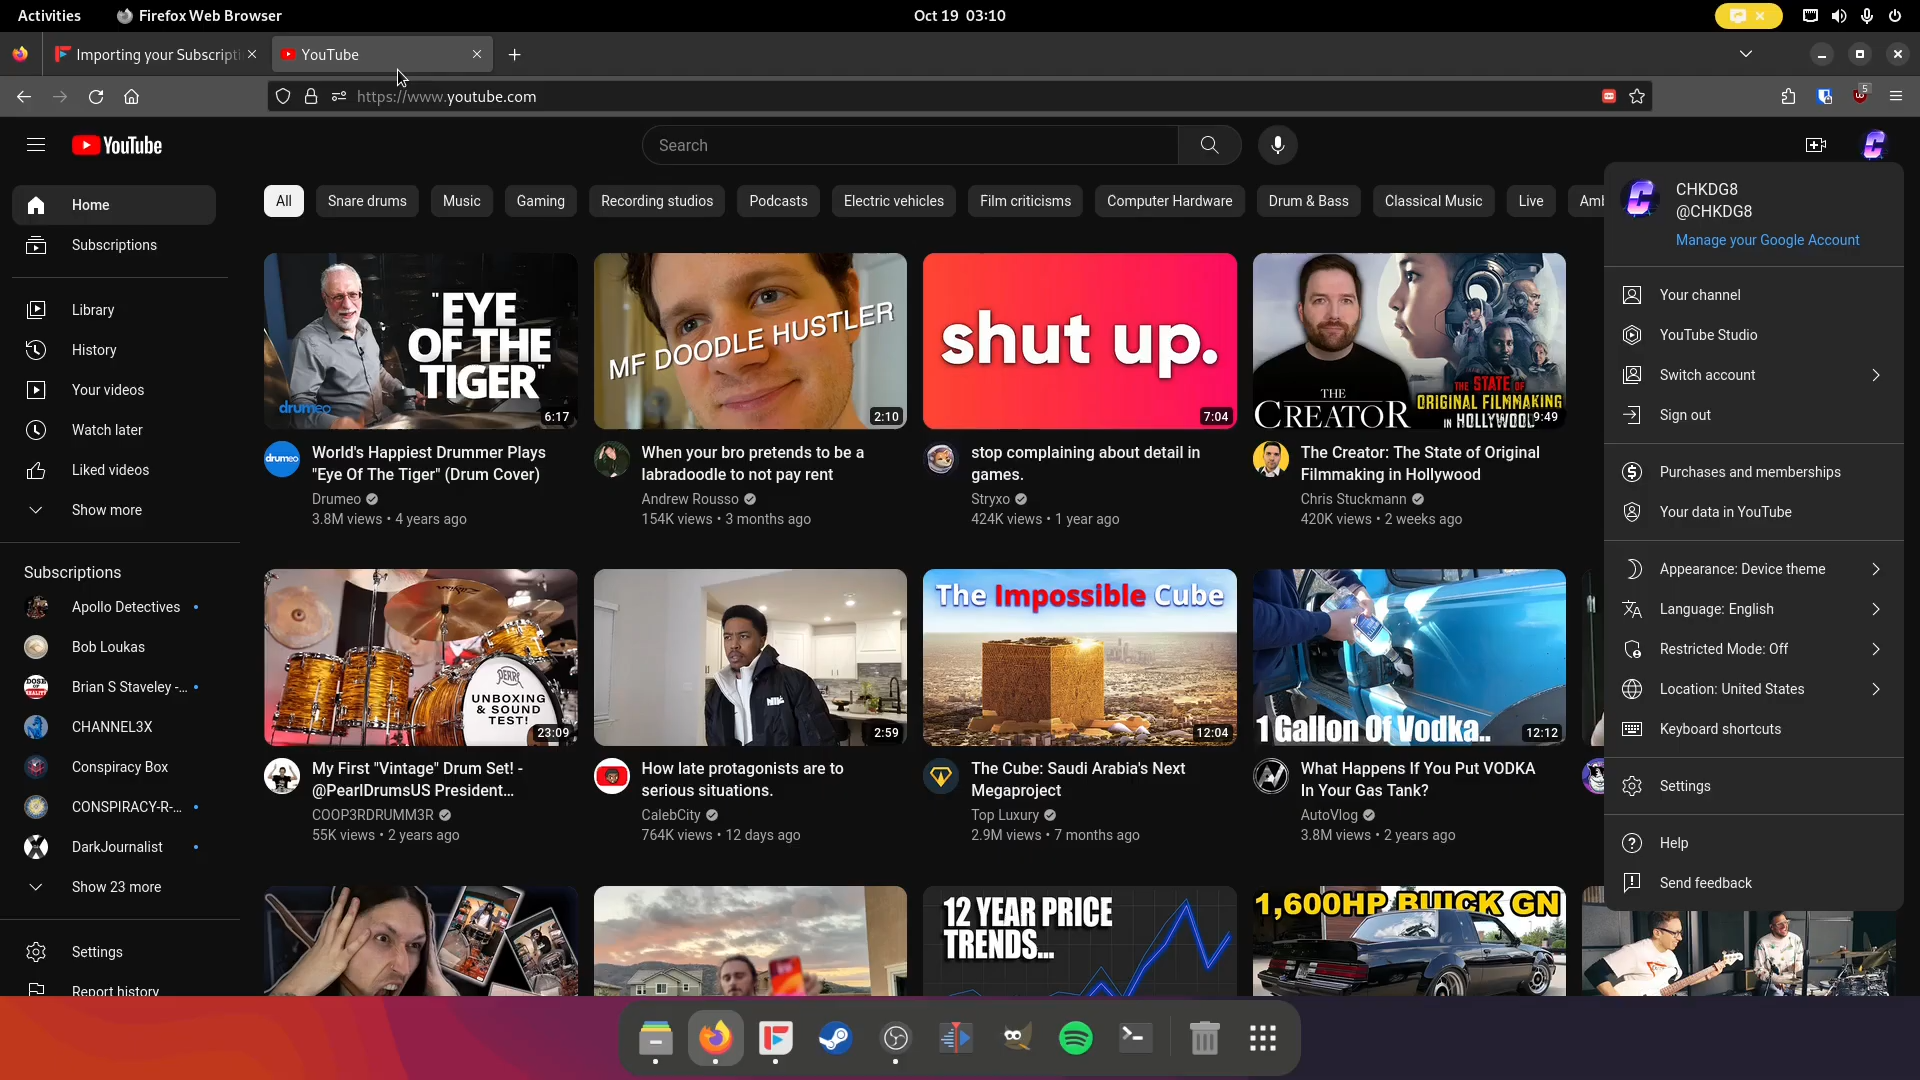 Activities
Firefox Web Browser
Oct 19 03:10
Importing your Subscripti
YouTube
https://www.youtube.com
5
YouTube
Search
Home
Subscriptions
Library
History
Your videos
Watch later
Liked videos
Show more
Subscriptions
Apollo Detectives
Bob Loukas
Brian S Staveley -...
CHANNEL3X
Conspiracy Box
CONSPIRACY-R-...
DarkJournalist
Show 23 more
Settings
Report history
All
Snare drums
Music
Gaming
Recording studios
Podcasts
Electric vehicles
Film criticisms
Computer Hardware
Drum & Bass
Classical Music
Live
Amb
"EYE
OF THE
TIGER"
drumeo
6:17
drumeo
World's Happiest Drummer Plays
"Eye Of The Tiger" (Drum Cover)
Drumeo
3.8M views • 4 years ago
MF DOODLE HUSTLER
2:10
When your bro pretends to be a
labradoodle to not pay rent
Andrew Rousso
154K views • 3 months ago
shut up.
7:04
stop complaining about detail in
games.
Stryxo
424K views • 1 year ago
THE
CREATOR
THE STATE OF
ORIGINAL FILMMAKING
IN HOLLYWOOD
9:49
The Creator: The State of Original
Filmmaking in Hollywood
Chris Stuckmann
420K views • 2 weeks ago
UNBOXING
& SOUND
TEST!
23:09
My First "Vintage" Drum Set! -
@PearlDrumsUS President...
COOP3RDRUMM3R
55K views • 2 years ago
2:59
How late protagonists are to
serious situations.
CalebCity
764K views • 12 days ago
The Impossible Cube
12:04
The Cube: Saudi Arabia's Next
Megaproject
Top Luxury
2.9M views • 7 months ago
1 Gallon Of Vodka..
12:12
What Happens If You Put VODKA
In Your Gas Tank?
AutoVlog
3.8M views • 2 years ago
12 YEAR PRICE
TRENDS...
1,600HP BUICK GN
CHKDG8
@CHKDG8
Manage your Google Account
Your channel
YouTube Studio
Switch account
Sign out
Purchases and memberships
Your data in YouTube
Appearance: Device theme
Language: English
Restricted Mode: Off
Location: United States
Keyboard shortcuts
Settings
Help
Send feedback